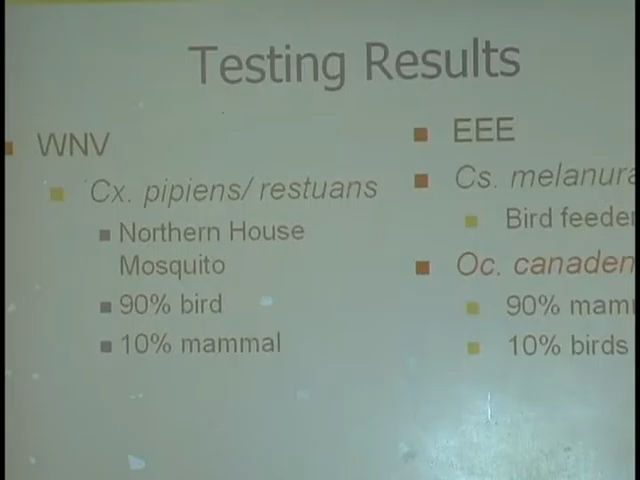 Testing Results
WNV
Cx. pipiens/ restuans
Northern House
Mosquito
90% bird
10% mammal
EEE
Cs. melanura
Bird feeder
Oc. canaden
90% mam
10% birds